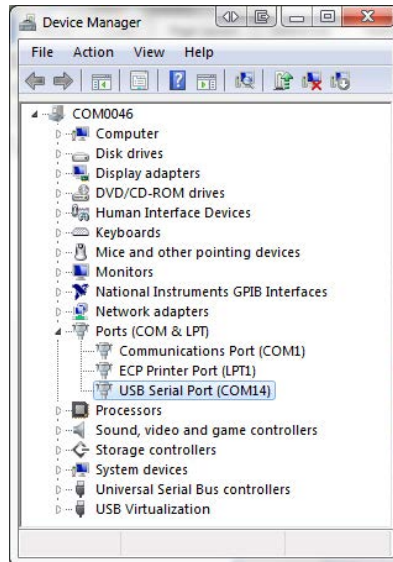 Device Manager
File Action View Help
COM0046
Computer
Disk drives
Display adapters
DVD/CD-ROM drives
Human Interface Devices
Keyboards
Mice and other pointing devices
Monitors
National Instruments GPIB Interfaces
Network adapters
Ports (COM & LPT)
Communications Port (COM1)
ECP Printer Port (LPT1)
USB Serial Port (COM14)
Processors
Sound, video and game controllers
Storage controllers
System devices
Universal Serial Bus controllers
USB Virtualization